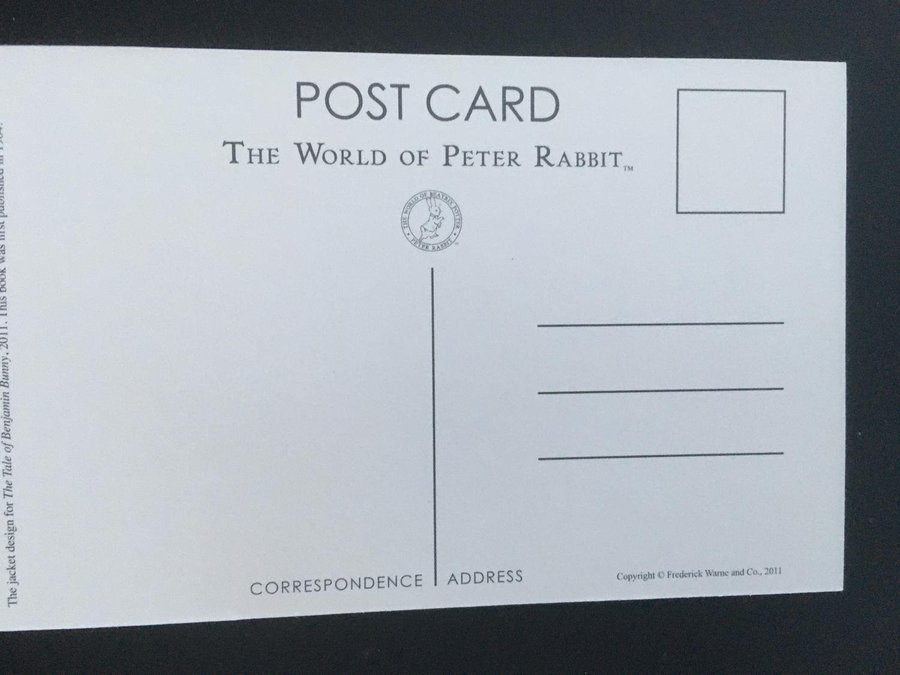 POST CARD
THE WORLD OF PETER RABBIT™
THE WORLD OF BEATRIX POTTER
PETER RABBIT
CORRESPONDENCE
ADDRESS
Copyright © Frederick Warne and Co., 2011
The jacket design for The Tale of Benjamin Bunny, 2011. This book was first published in 1904.